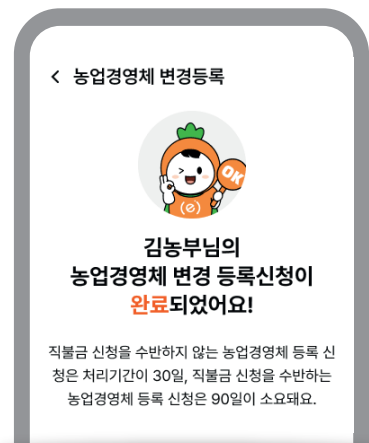 농업경영체 변경등록
OK
(e)
김농부님의
농업경영체 변경 등록신청이
완료되었어요!
직불금 신청을 수반하지 않는 농업경영체 등록 신
청은 처리기간이 30일, 직불금 신청을 수반하는
농업경영체 등록 신청은 90일이 소요돼요.